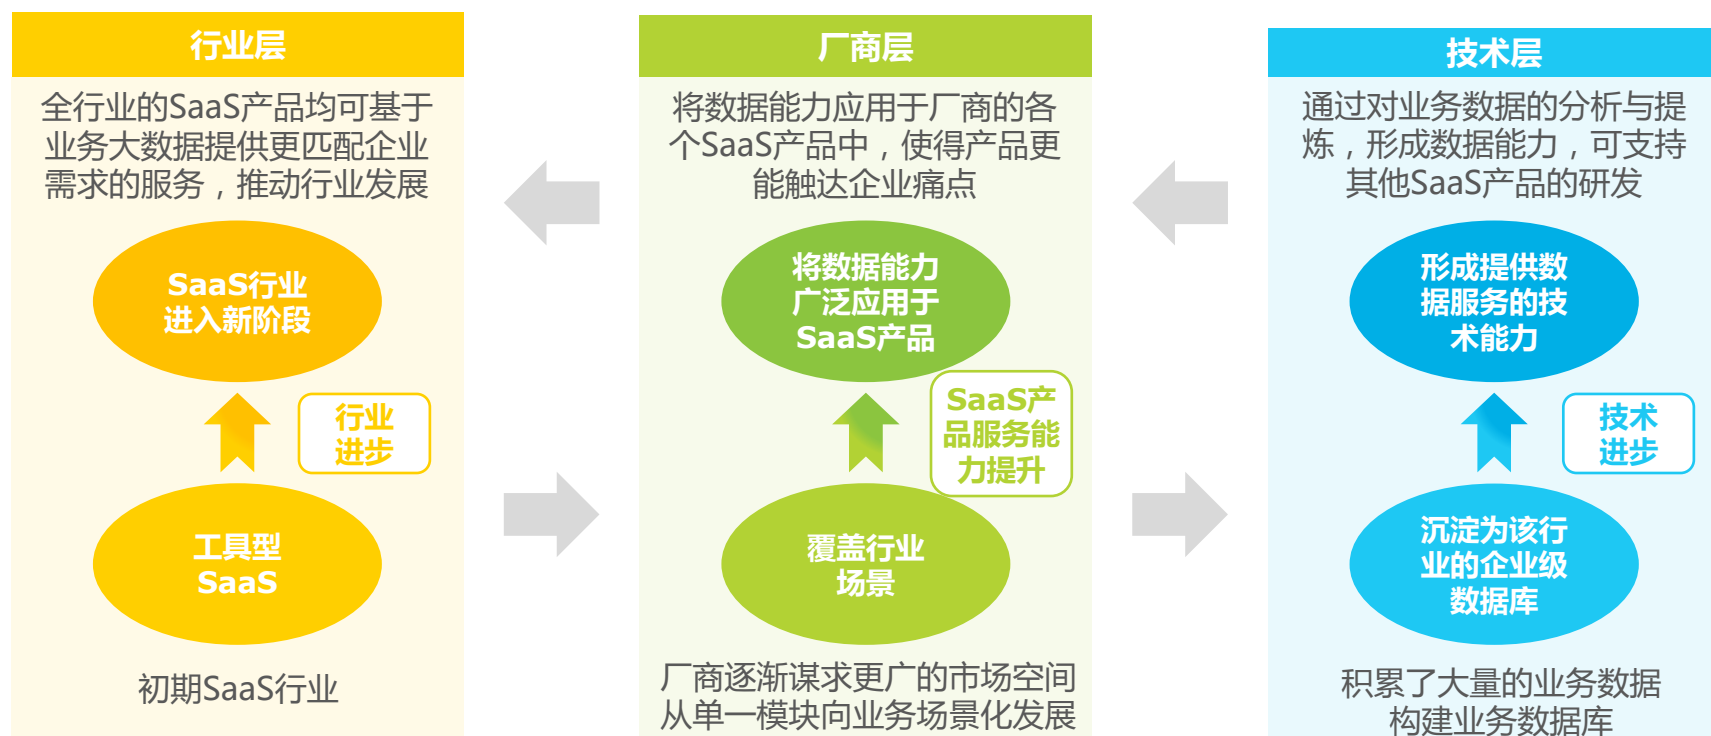 行业层
全行业的SaaS产品均可基于
业务大数据提供更匹配企业
需求的服务，推动行业发展
SaaS行业
进入新阶段
行业
进步
工具型
SaaS
初期SaaS行业
厂商层
将数据能力应用于厂商的各
个SaaS产品中，使得产品更
能触达企业痛点
将数据能力
广泛应用于
SaaS产品
SaaS产
品服务能
力提升
覆盖行业
场景
厂商逐渐谋求更广的市场空间
从单一模块向业务场景化发展
技术层
通过对业务数据的分析与提
炼，形成数据能力，可支持
其他SaaS产品的研发
形成提供数
据服务的技
术能力
技术
进步
沉淀为该行
业的企业级
数据库
积累了大量的业务数据
构建业务数据库